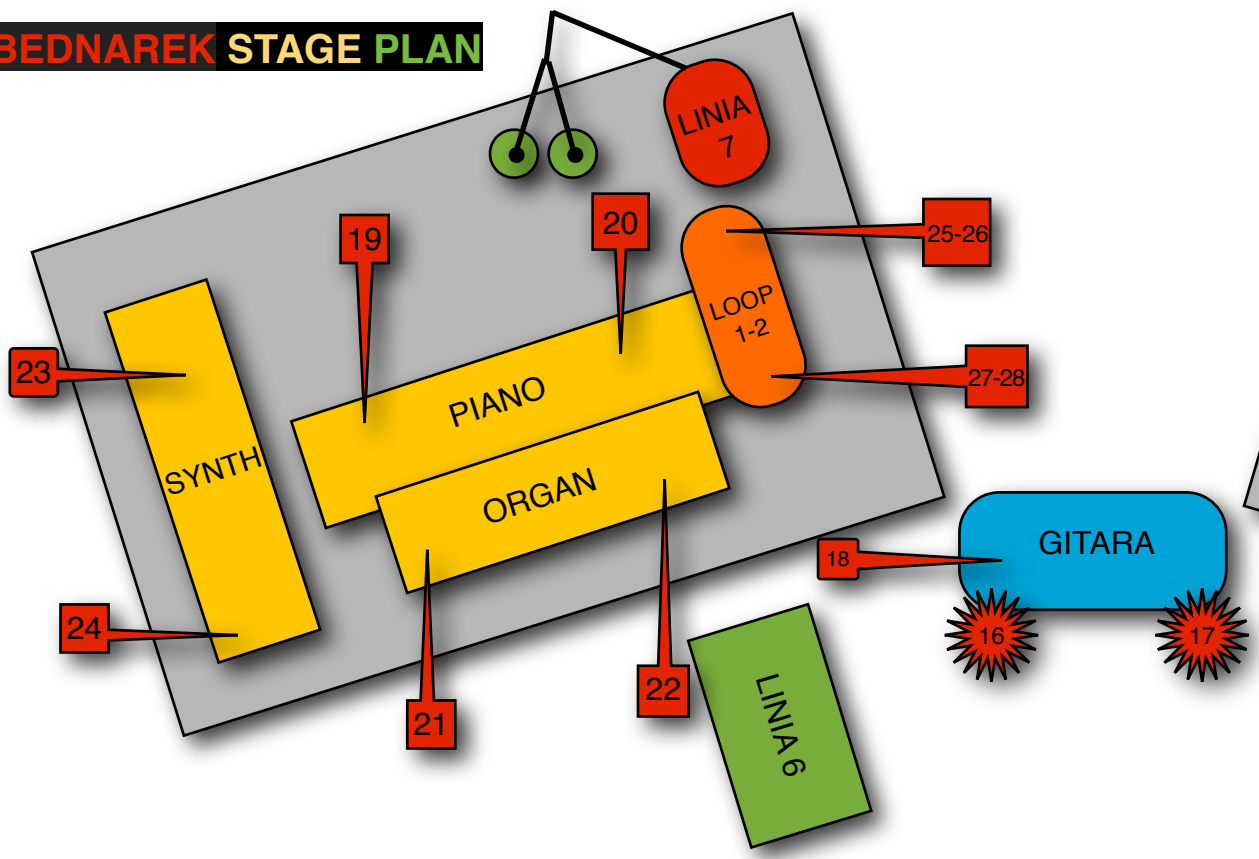 BEDNAREK STAGE PLAN
LINIA
7
19
20
25-26
LOOP
1-2
23
PIANO
27-28
SYNTH
ORGAN
18
GITARA
24
16
17
22
21
LINIA 6